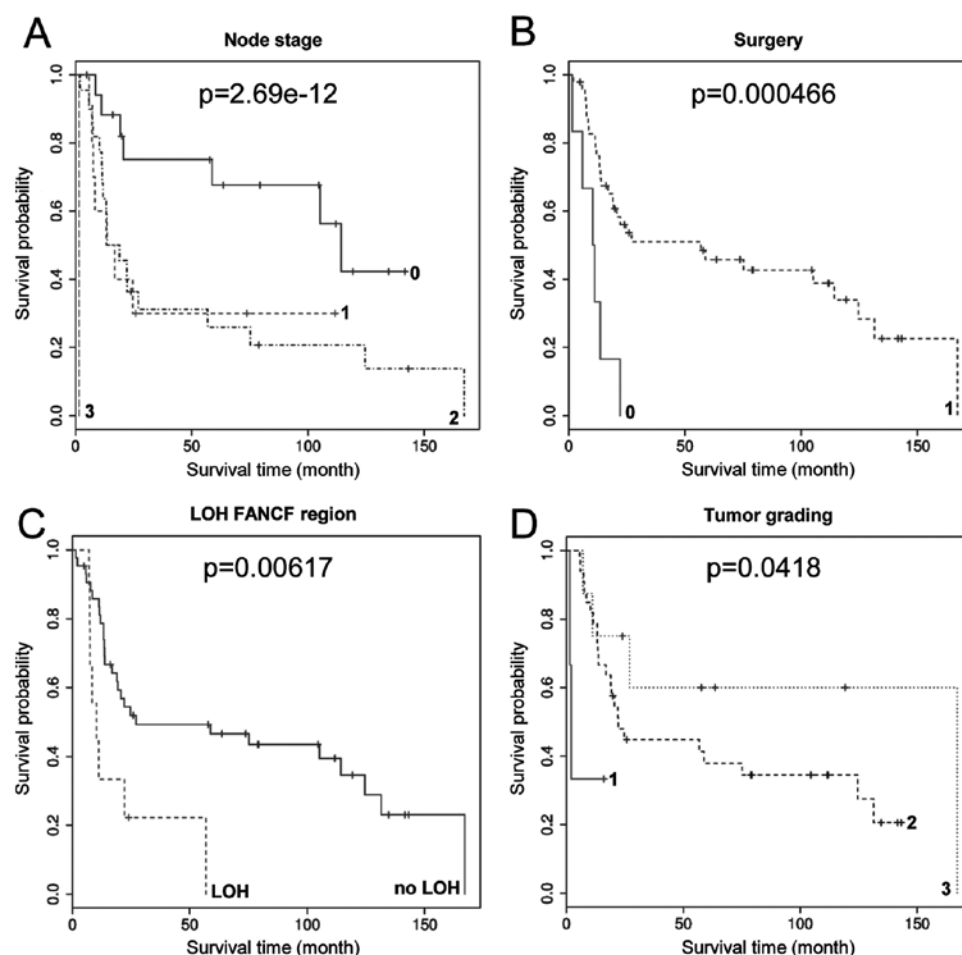 A
Node stage
p=2.69e-12
Survival probability
1.0
0.8
0.6
0.4
0.2
0.0
0
1
2
3
0
50
100
150
Survival time (month)
B
Surgery
p=0.000466
Survival probability
1.0
0.8
0.6
0.4
0.2
0.0
0
1
0
50
100
150
Survival time (month)
C
LOH FANCF region
p=0.00617
Survival probability
1.0
0.8
0.6
0.4
0.2
0.0
LOH
no LOH
0
50
100
150
Survival time (month)
D
Tumor grading
p=0.0418
Survival probability
1.0
0.8
0.6
0.4
0.2
0.0
1
2
3
0
50
100
150
Survival time (month)